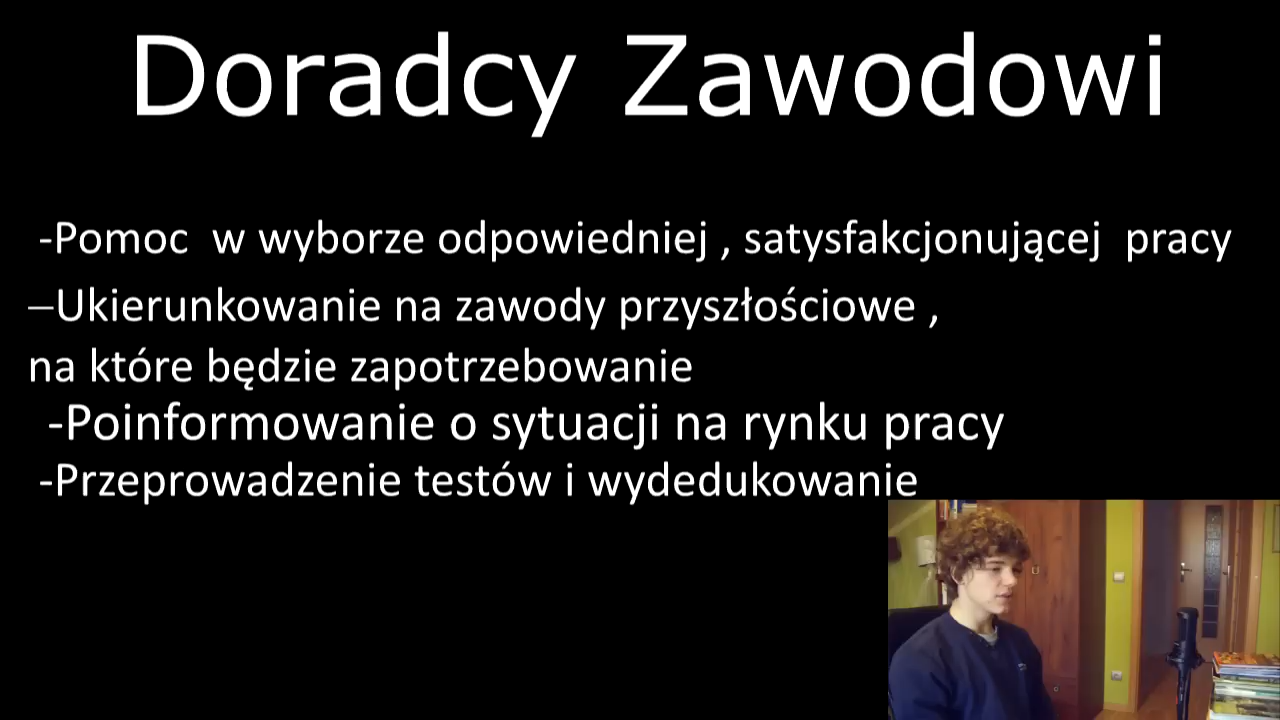 Doradcy Zawodowi
-Pomoc w wyborze odpowiedniej , satysfakcjonującej pracy
–Ukierunkowanie na zawody przyszłościowe ,
na które będzie zapotrzebowanie
-Poinformowanie o sytuacji na rynku pracy
-Przeprowadzenie testów i wydedukowanie